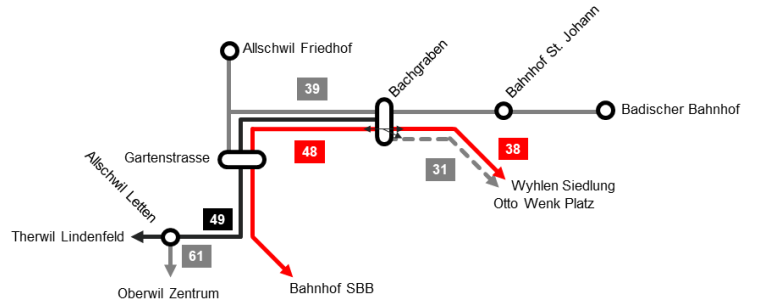 Allschwil Friedhof
Bachgraben
Bahnhof St. Johann
39
Badischer Bahnhof
Gartenstrasse
48
38
31
Wyhlen Siedlung
Otto Wenk Platz
Allschwil Letten
49
Therwil Lindenfeld
61
Oberwil Zentrum
Bahnhof SBB